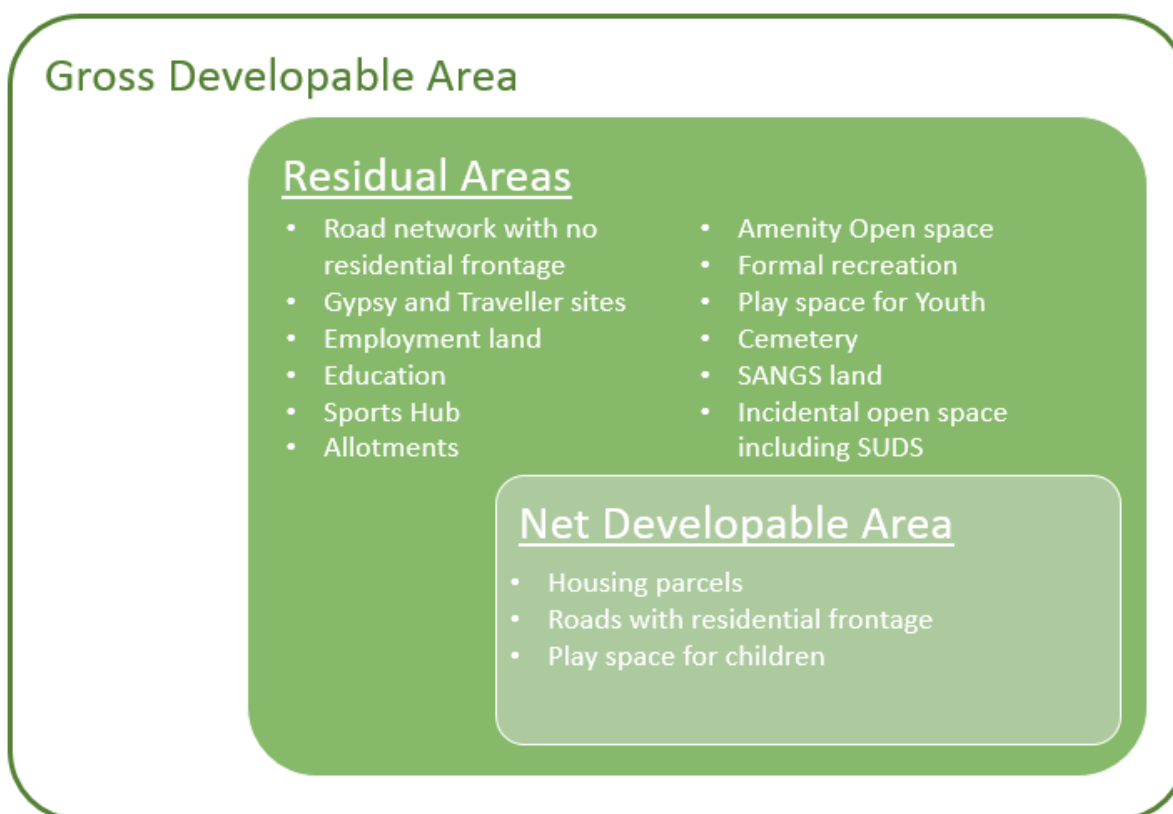 Gross Developable Area
Residual Areas
• Road network with no
residential frontage
• Gypsy and Traveller sites
• Employment land
• Education
• Sports Hub
• Allotments
• Amenity Open space
• Formal recreation
• Play space for Youth
• Cemetery
• SANGS land
• Incidental open space
including SUDS
Net Developable Area
• Housing parcels
• Roads with residential frontage
• Play space for children